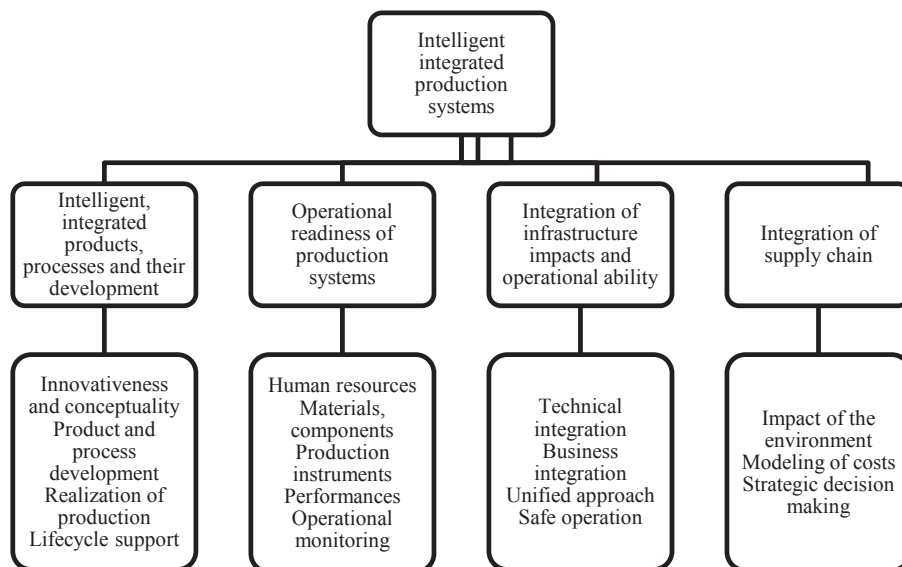 Intelligent
integrated
production
systems
Intelligent,
integrated
products,
processes and their
development
Operational
readiness of
production
systems
Integration of
infrastructure
impacts and
operational ability
Integration of
supply chain
Innovativeness
and conceptuality
Product and
process
development
Realization of
production
Lifecycle support
Human resources
Materials,
components
Production
instruments
Performances
Operational
monitoring
Technical
integration
Business
integration
Unified approach
Safe operation
Impact of the
environment
Modeling of costs
Strategic decision
making